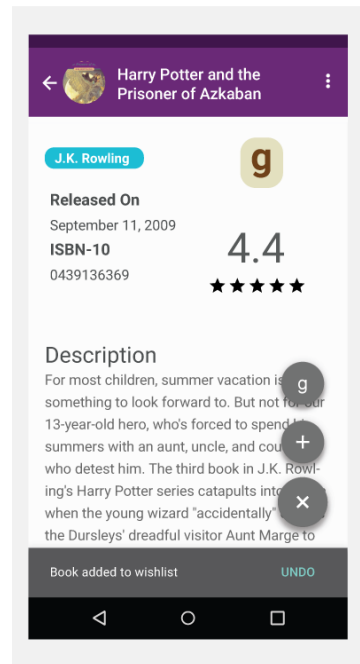 Harry Potter and the
Prisoner of Azkaban
J.K. Rowling
g
Released On
September 11, 2009
ISBN-10
0439136369
4.4
Description
For most children, summer vacation is
something to look forward to. But not for our
13-year-old hero, who's forced to spend
summers with an aunt, uncle, and
who detest him. The third book in J.K. Rowl-
ing's Harry Potter series catapults into
when the young wizard "accidentally"
the Dursleys' dreadful visitor Aunt Marge to
g
+
×
Book added to wishlist
UNDO